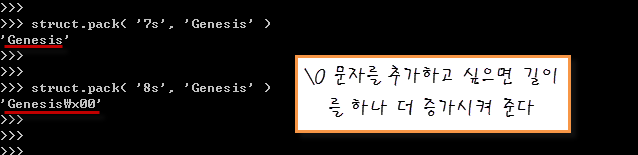 >>>
>>> struct.pack( '7s', 'Genesis' )
'Genesis'
>>>
>>>
>>> struct.pack( '8s', 'Genesis' )
'Genesis₩x00'
>>>
>>>
>>>
\0 문자를 추가하고 싶으면 길이
를 하나 더 증가시켜 준다